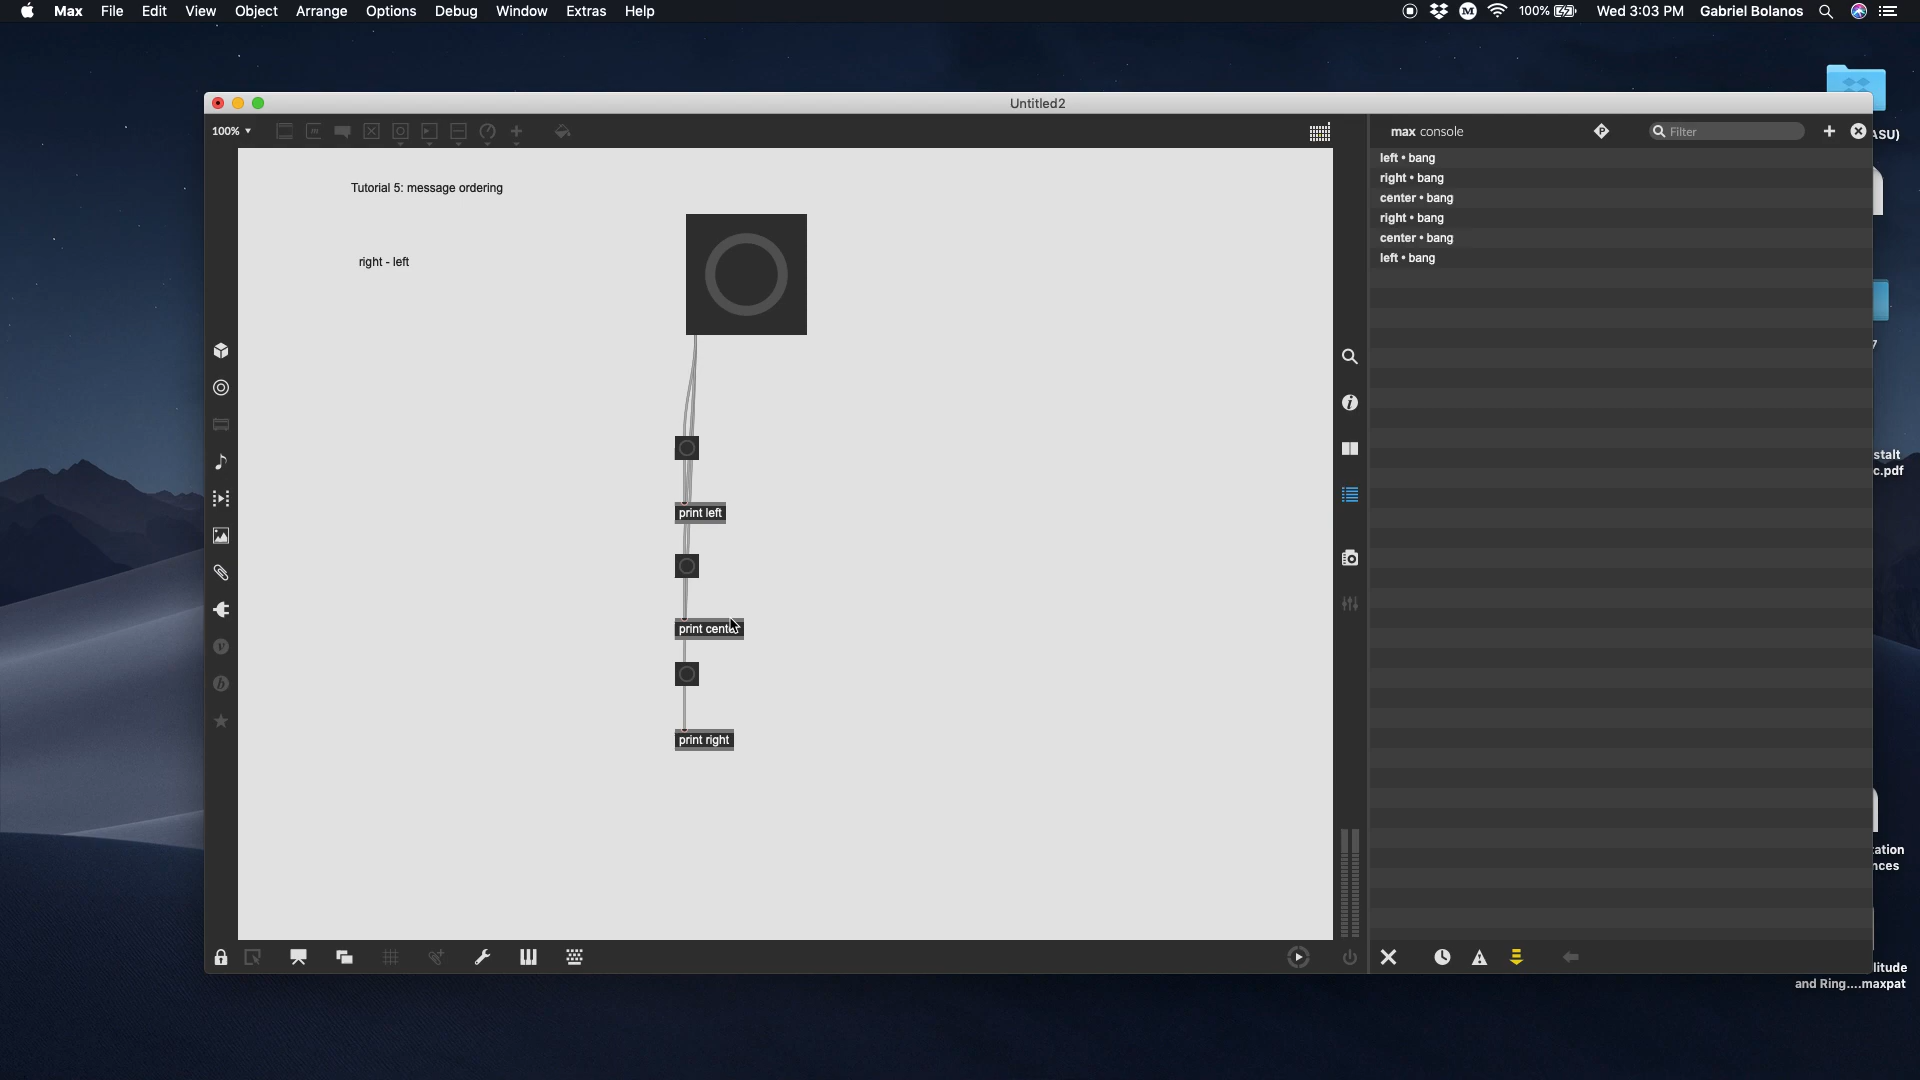 Max File Edit View Object Arrange Options Debug Window Extras Help
100% Wed 3:03 PM Gabriel Bolanos
Untitled2
100%
max console
Filter
ASU)
Tutorial 5: message ordering
right - left
left • bang
right • bang
center • bang
right • bang
center • bang
left • bang
7
stalt
c.pdf
print left
print center
print right
ation
nces
litude
and Ring....maxpat